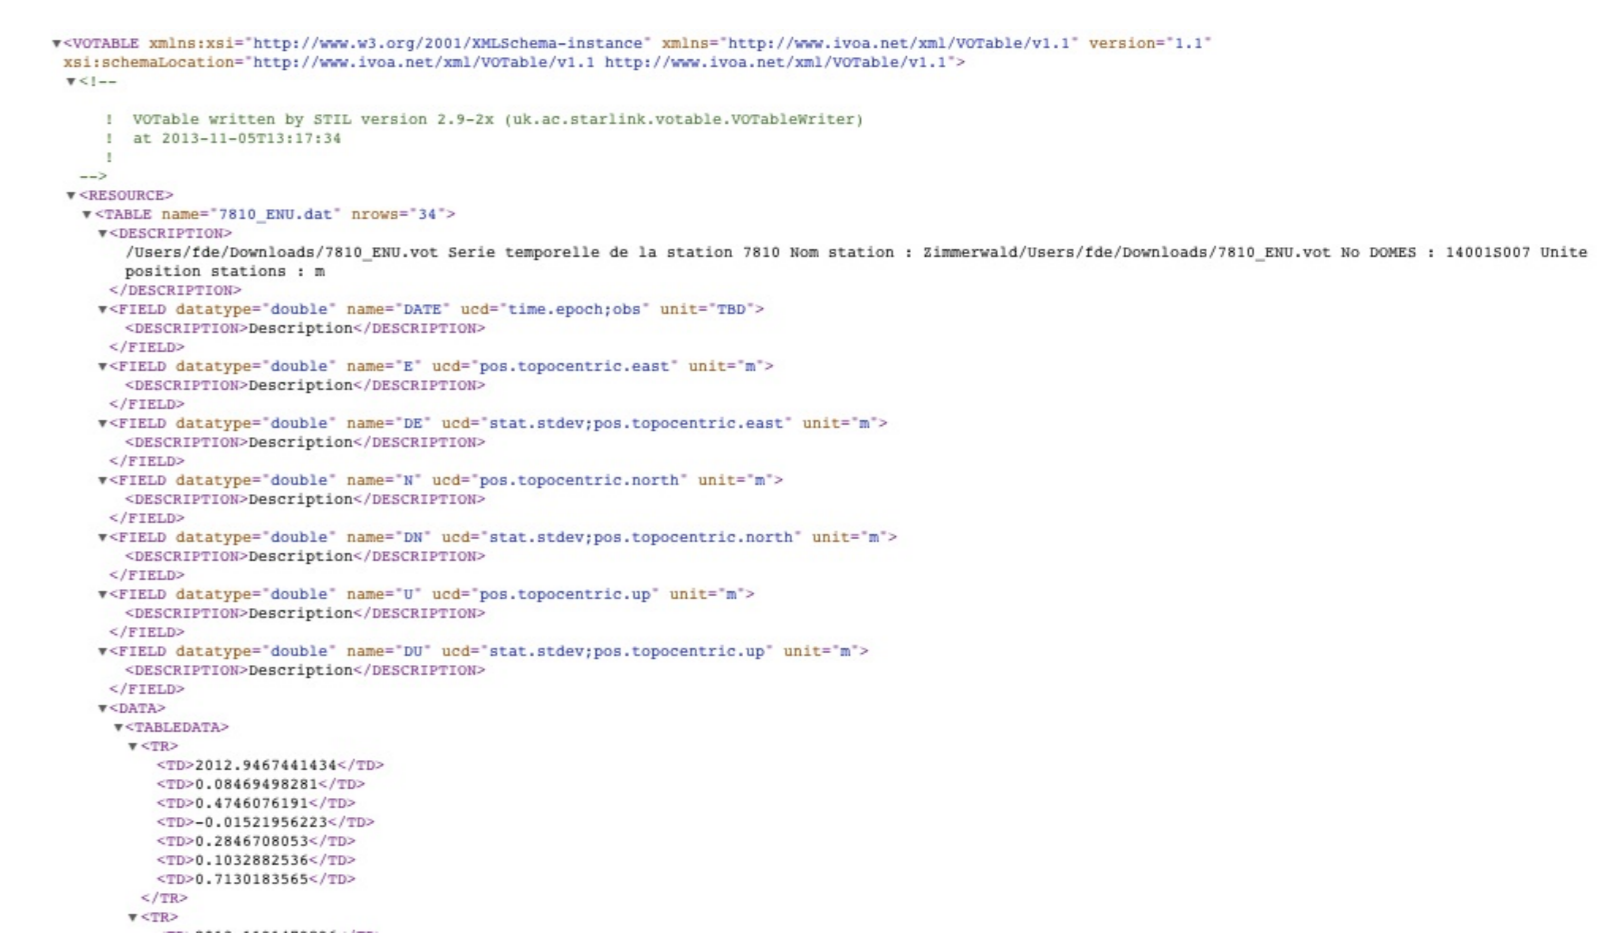 ▼<VOTABLE xmlns:xsi="http://www.w3.org/2001/XMLSchema-instance" xmlns="http://www.ivoa.net/xml/VOTable/v1.1" version="1.1"
xsi:schemaLocation="http://www.ivoa.net/xml/VOTable/v1.1 http://www.ivoa.net/xml/VOTable/v1.1">
▼<!--
! VOTable written by STIL version 2.9-2x (uk.ac.starlink.votable.VOTableWriter)
! at 2013-11-05T13:17:34
!
-->
▼<RESOURCE>
▼<TABLE name="7810_ENU.dat" nrows="34">
▼<DESCRIPTION>
/Users/fde/Downloads/7810_ENU.vot Serie temporelle de la station 7810 Nom station : Zimmerwald/Users/fde/Downloads/7810_ENU.vot No DOMES : 14001S007 Unite
position stations : m
</DESCRIPTION>
▼<FIELD datatype="double" name="DATE" ucd="time.epoch;obs" unit="TBD">
<DESCRIPTION>Description</DESCRIPTION>
</FIELD>
▼<FIELD datatype="double" name="E" ucd="pos.topocentric.east" unit="m">
<DESCRIPTION>Description</DESCRIPTION>
</FIELD>
▼<FIELD datatype="double" name="DE" ucd="stat.stdev;pos.topocentric.east" unit="m">
<DESCRIPTION>Description</DESCRIPTION>
</FIELD>
▼<FIELD datatype="double" name="N" ucd="pos.topocentric.north" unit="m">
<DESCRIPTION>Description</DESCRIPTION>
</FIELD>
▼<FIELD datatype="double" name="DN" ucd="stat.stdev;pos.topocentric.north" unit="m">
<DESCRIPTION>Description</DESCRIPTION>
</FIELD>
▼<FIELD datatype="double" name="U" ucd="pos.topocentric.up" unit="m">
<DESCRIPTION>Description</DESCRIPTION>
</FIELD>
▼<FIELD datatype="double" name="DU" ucd="stat.stdev;pos.topocentric.up" unit="m">
<DESCRIPTION>Description</DESCRIPTION>
</FIELD>
▼<DATA>
▼<TABLEDATA>
▼<TR>
<TD>2012.9467441434</TD>
<TD>0.08469498281</TD>
<TD>0.4746076191</TD>
<TD>-0.01521956223</TD>
<TD>0.2846708053</TD>
<TD>0.1032882536</TD>
<TD>0.7130183565</TD>
</TR>
▼<TR>